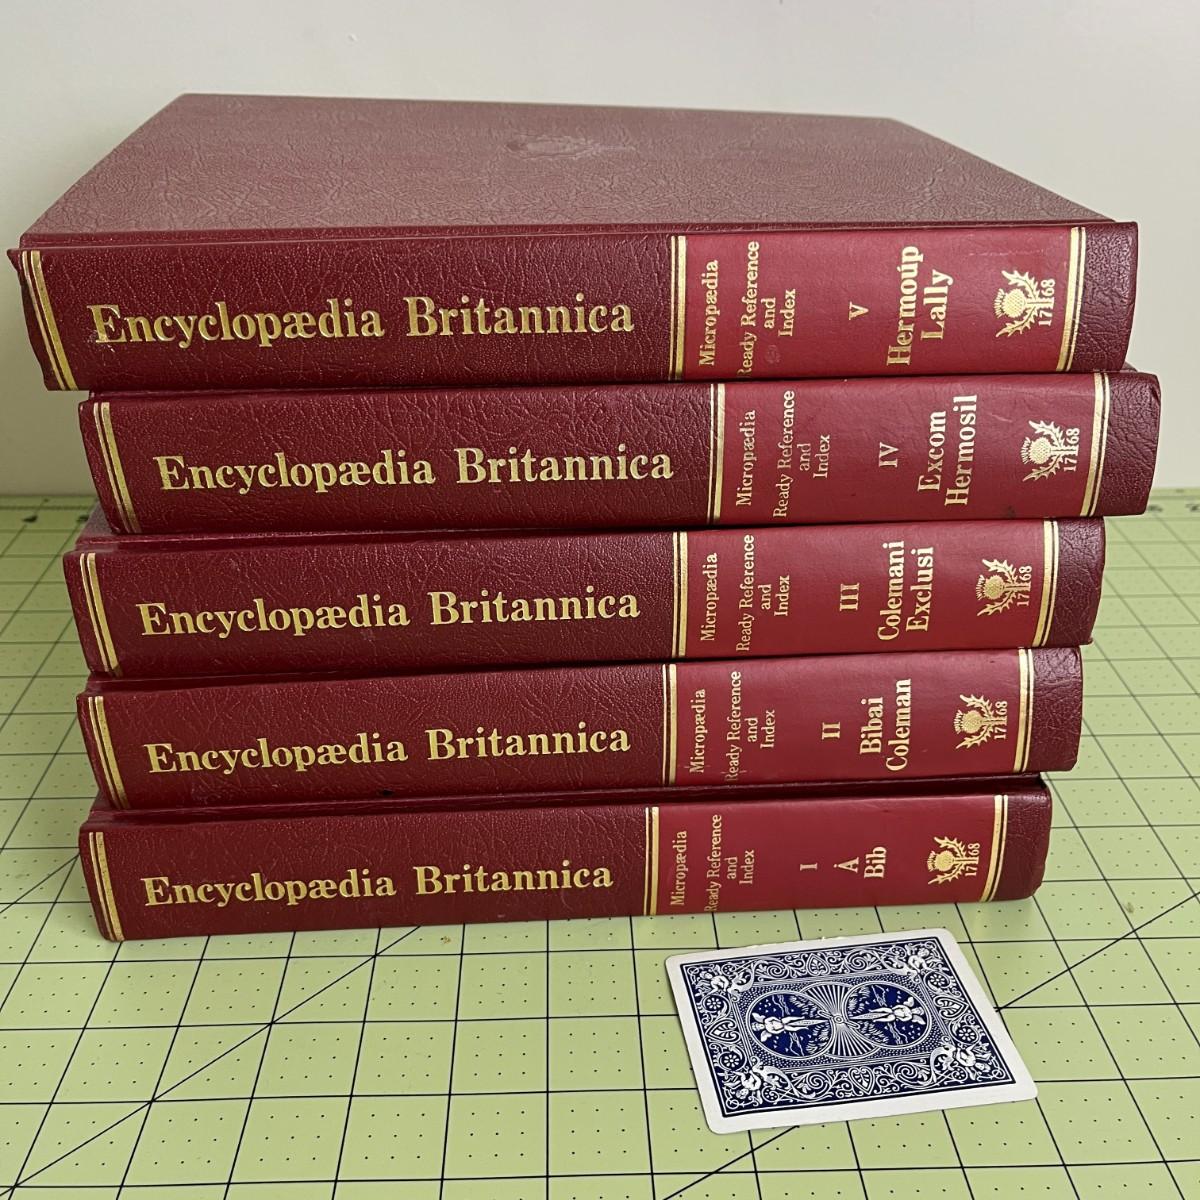 Encyclopædia Britannica
Micropædia
Ready Reference
and
Index
V
Hermoúp
Lally
1768
Encyclopædia Britannica
Micropædia
Ready Reference
and
Index
IV
Excom
Hermosil
1768
Encyclopædia Britannica
Micropædia
Ready Reference
and
Index
III
Colemani
Exclusi
1768
Encyclopædia Britannica
Micropædia
Ready Reference
and
Index
II
Bibai
Coleman
1768
Encyclopædia Britannica
Micropædia
Ready Reference
and
Index
I
Å
Bib
1768